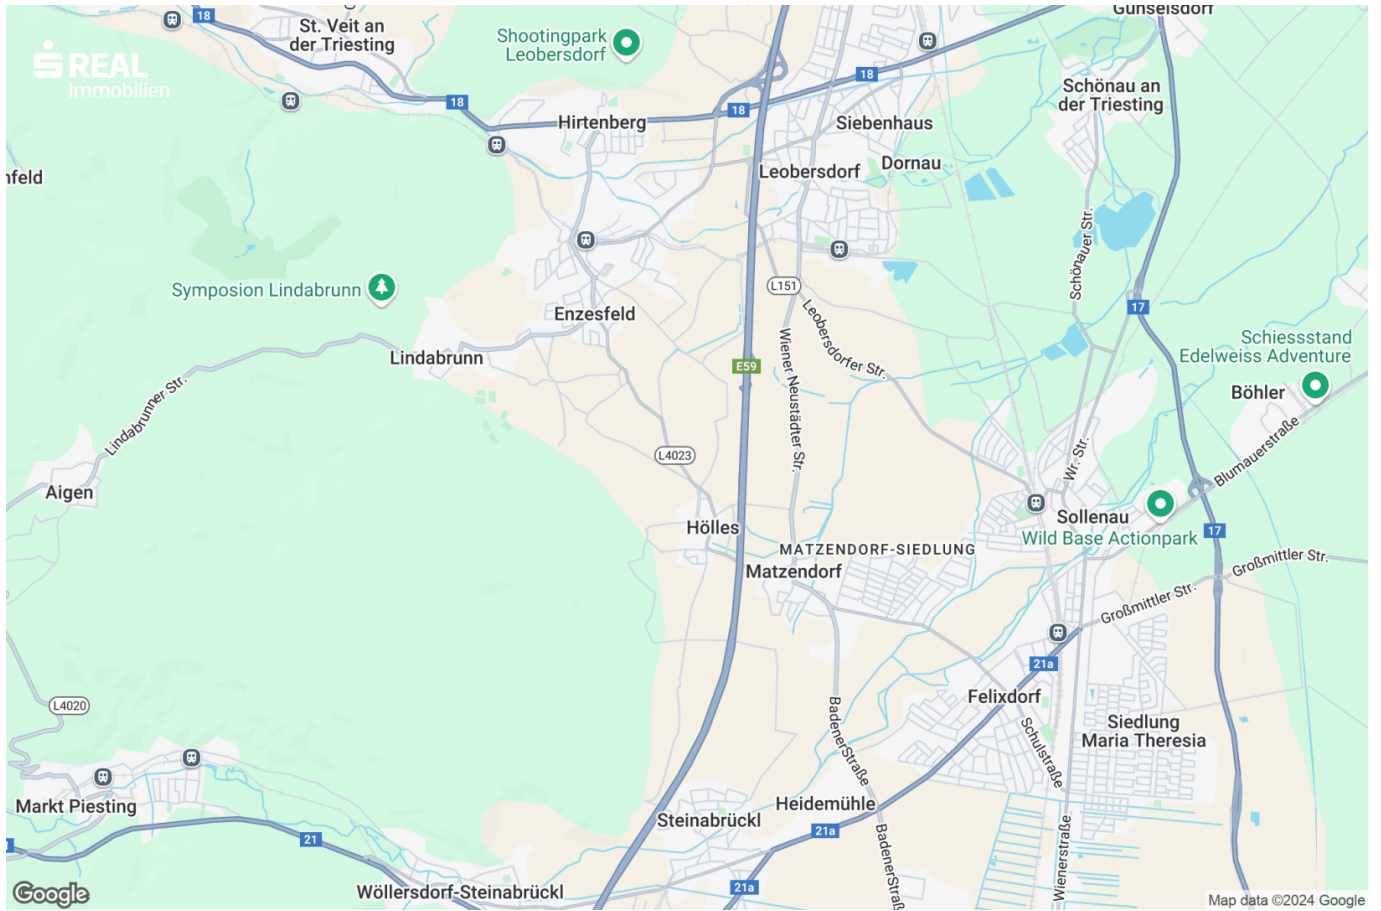 18
St. Veit an
der Triesting
Shootingpark
Leobersdorf
Günselsdorf
REAL
Immobilien
18
18
18
Hirtenberg
Siebenhaus
Schönau an
der Triesting
Dornau
Leobersdorf
nfeld
Symposion Lindabrunn
Enzesfeld
L151
Schönauer Str.
17
Lindabrunn
Leobersdorfer Str.
Wiener Neustädter Str.
E59
Schiessstand
Edelweiss Adventure
Böhler
Lindabrunner Str.
Blumauerstraße
L4023
Wr. Str.
Aigen
Hölles
Sollenau
Wild Base Actionpark
17
MATZENDORF-SIEDLUNG
Matzendorf
Großmittler Str.
Großmittler Str.
21a
L4020
Felixdorf
Siedlung
Maria Theresia
BadenerStraße
Schulstraße
Markt Piesting
Heidemühle
Steinabrückl
21
21a
BadenerStraß
Wienerstraße
21a
Wöllersdorf-Steinabrückl
Google
Map data ©2024 Google